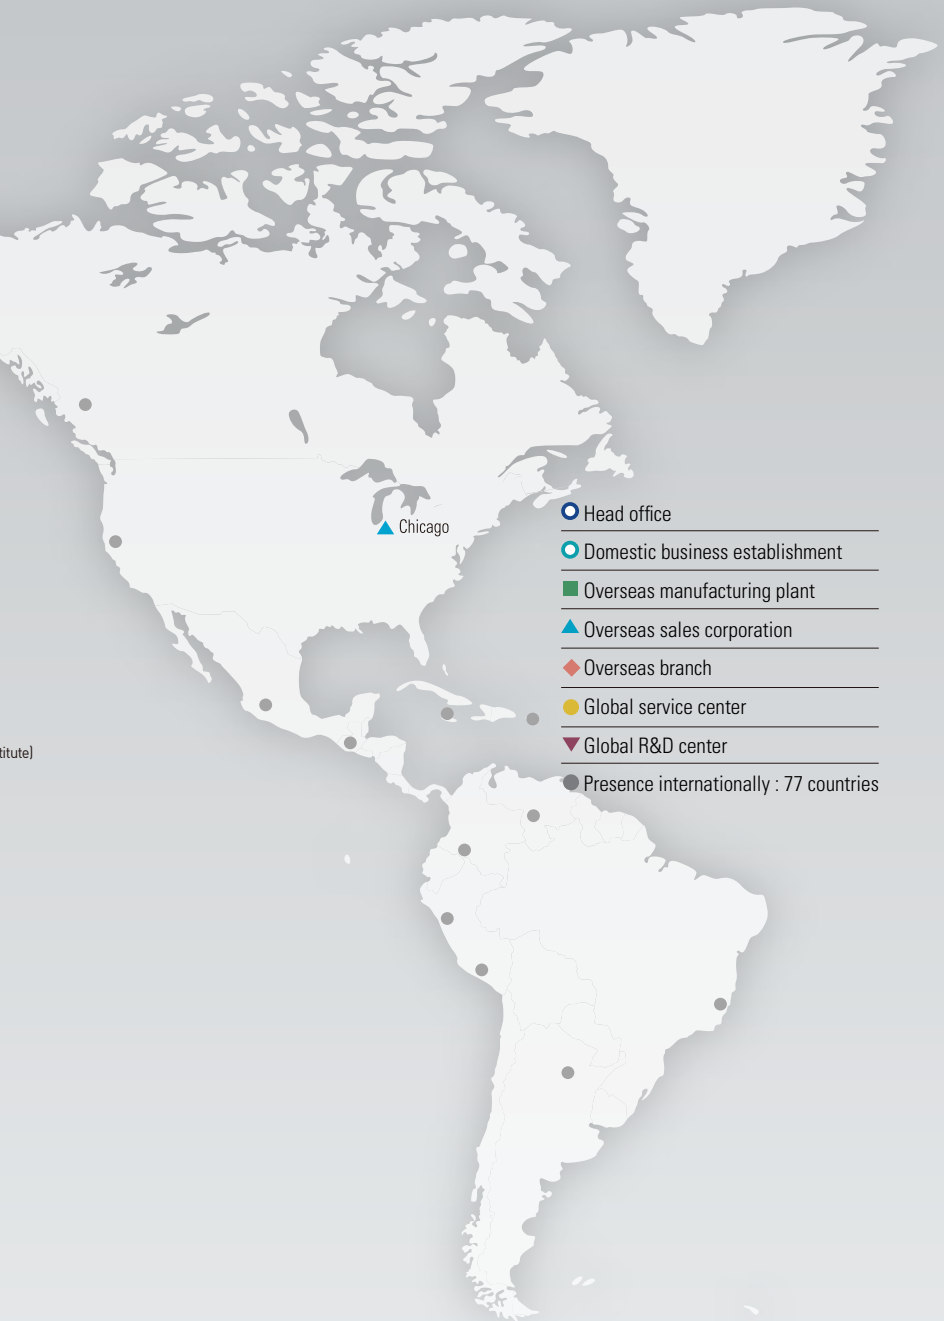 Chicago
Head office
Domestic business establishment
Overseas manufacturing plant
Overseas sales corporation
Overseas branch
Global service center
Global R&D center
titute)
Presence internationally : 77 countries